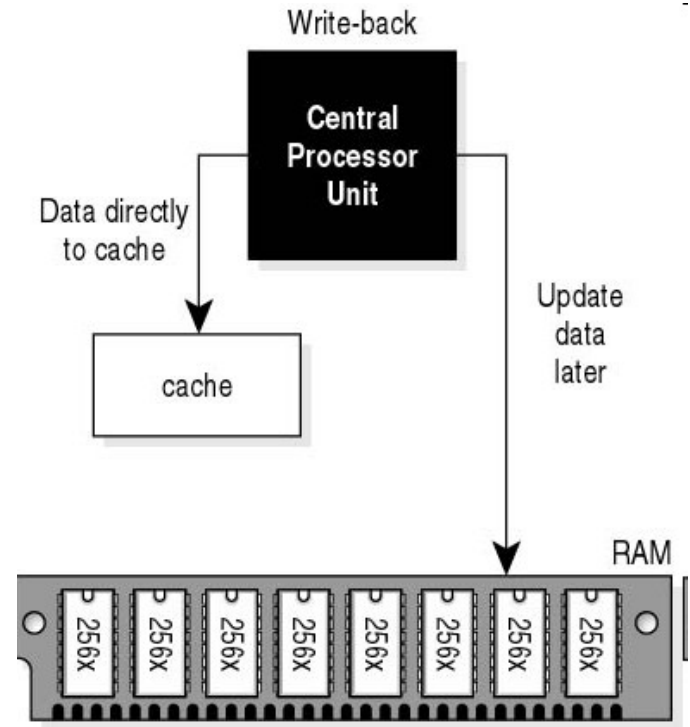 Write-back
Central
Processor
Unit
Data directly
to cache
Update
data
later
cache
RAM
256x
256x
256x
256x
256x
256x
256x
256x